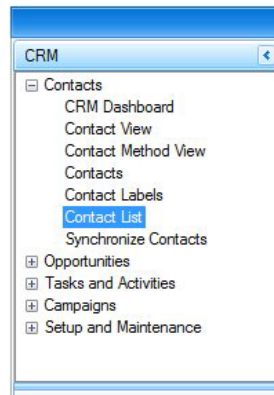 CRM
Contacts
CRM Dashboard
Contact View
Contact Method View
Contacts
Contact Labels
Contact List
Synchronize Contacts
Opportunities
Tasks and Activities
Campaigns
Setup and Maintenance